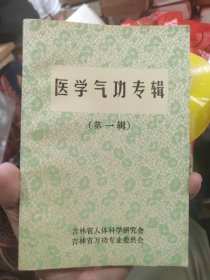 医学气功专辑
（第一辑）
吉林省人体科学研究会
吉林省万功专业委员会